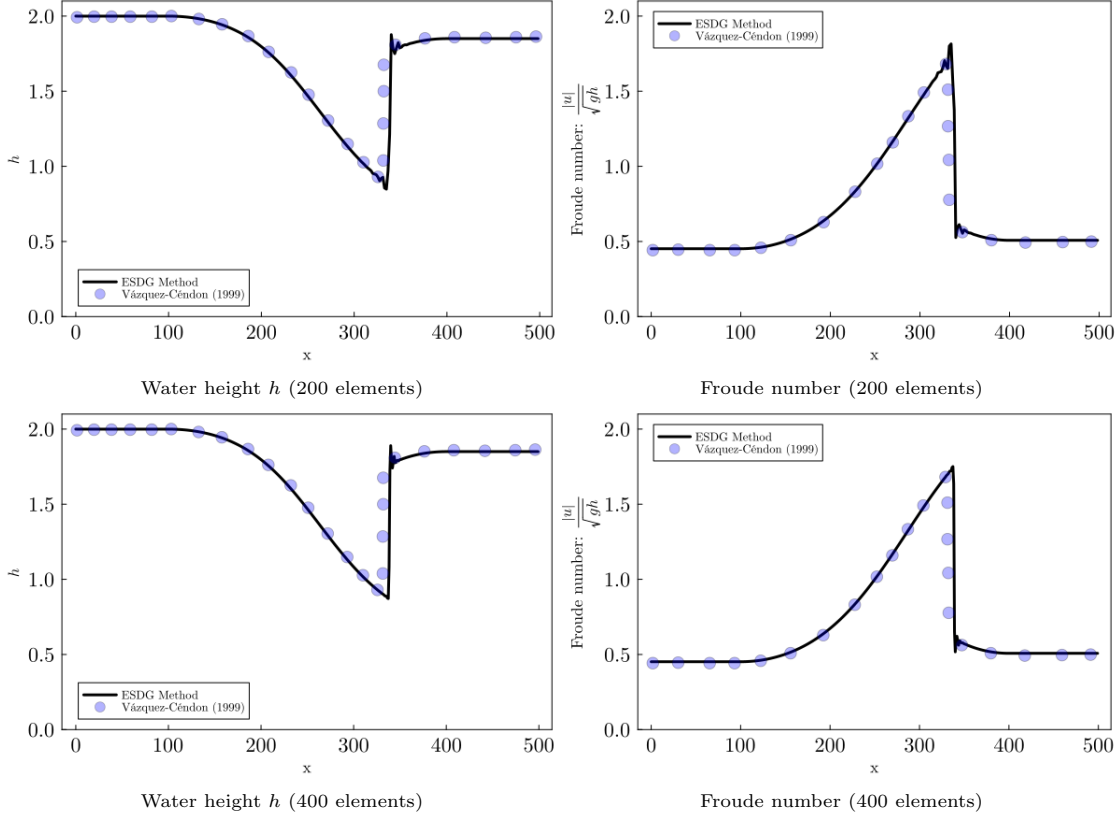 2.0
1.5
1.0
0.5
0.0
h
ESDG Method
Vázquez-Céndon (1999)
0 100 200 300 400 500
x
Water height h (200 elements)
2.0
1.5
1.0
0.5
0.0
Froude number: |u|/√gh
ESDG Method
Vázquez-Céndon (1999)
0 100 200 300 400 500
x
Froude number (200 elements)
2.0
1.5
1.0
0.5
0.0
h
ESDG Method
Vázquez-Céndon (1999)
0 100 200 300 400 500
x
Water height h (400 elements)
2.0
1.5
1.0
0.5
0.0
Froude number: |u|/√gh
ESDG Method
Vázquez-Céndon (1999)
0 100 200 300 400 500
x
Froude number (400 elements)